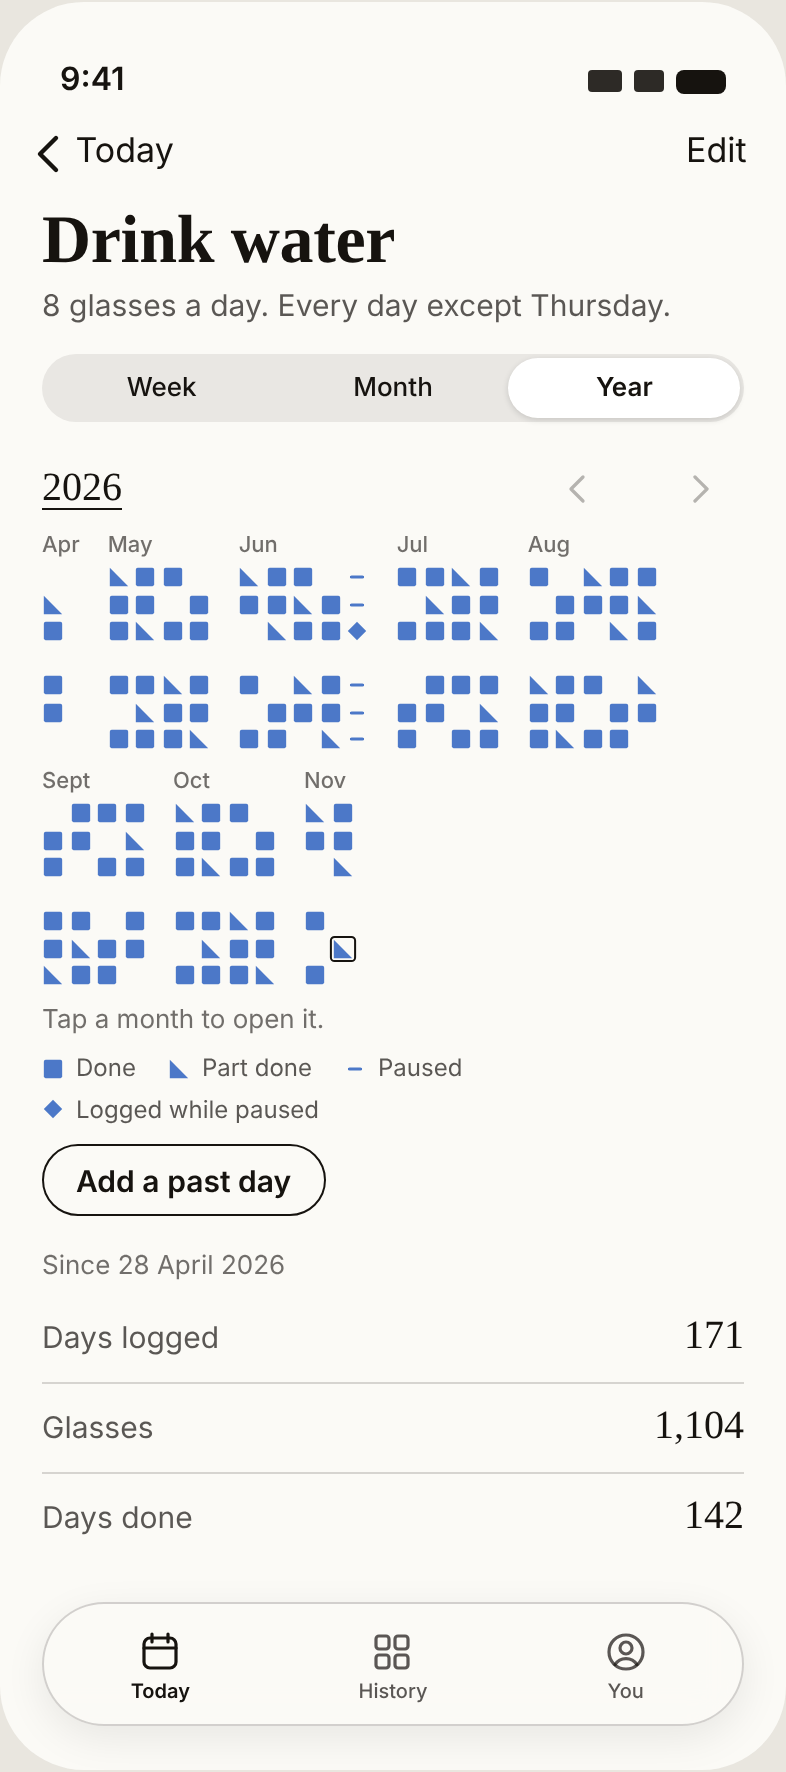 9:41
Today
Edit
Drink water
8 glasses a day. Every day except Thursday.
Week Month Year
2026
Apr May Jun Jul Aug
Sept Oct Nov
Tap a month to open it.
Done Part done Paused
Logged while paused
Add a past day
Since 28 April 2026
Days logged 171
Glasses 1,104
Days done 142
Today History You